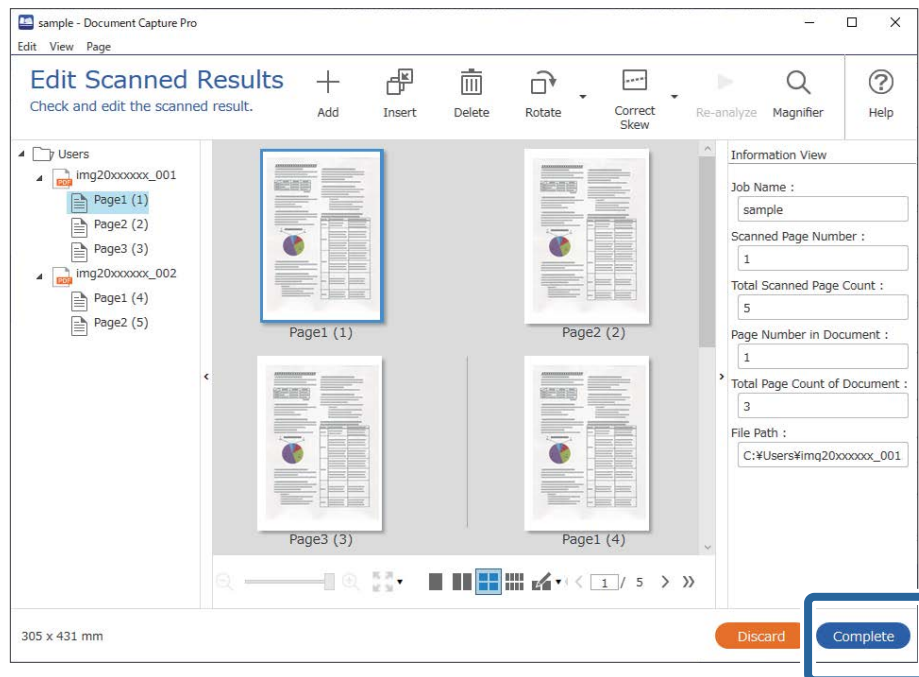 sample - Document Capture Pro
Edit View Page
Edit Scanned Results
Check and edit the scanned result.
Add
Insert
Delete
Rotate
Correct
Skew
Re-analyze
Magnifier
Help
Users
img20xxxxxx_001
PDF
Page1 (1)
Page2 (2)
Page3 (3)
img20xxxxxx_002
PDF
Page1 (4)
Page2 (5)
Page1 (1)
Page2 (2)
Page3 (3)
Page1 (4)
Information View
Job Name :
sample
Scanned Page Number :
1
Total Scanned Page Count :
5
Page Number in Document :
1
Total Page Count of Document :
3
File Path :
C:¥Users¥img20xxxxxx_001
1 / 5
305 x 431 mm
Discard
Complete